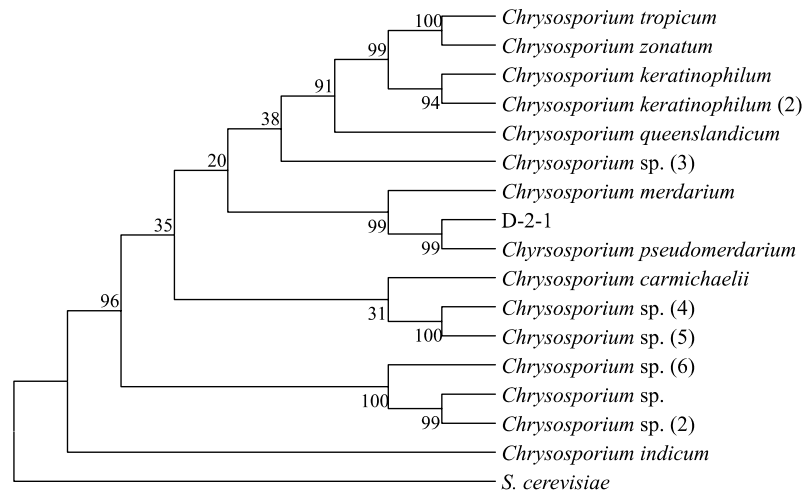 100 Chrysosporium tropicum
99 Chrysosporium zonatum
91 Chrysosporium keratinophilum
94 Chrysosporium keratinophilum (2)
38 Chrysosporium queenslandicum
20 Chrysosporium sp. (3)
Chrysosporium merdarium
35 99 D-2-1
99 Chyrsosporium pseudomerdarium
Chrysosporium carmichaelii
96 31 Chrysosporium sp. (4)
100 Chrysosporium sp. (5)
Chrysosporium sp. (6)
100 Chrysosporium sp.
99 Chrysosporium sp. (2)
Chrysosporium indicum
S. cerevisiae